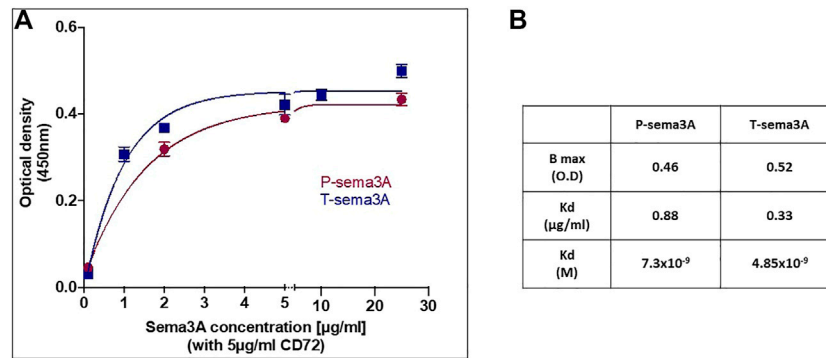 A
0.6
0.4
0.2
0.0
Optical density
(450nm)
P-sema3A
T-sema3A
0 1 2 3 4 5 10 20 30
Sema3A concentration [µg/ml]
(with 5µg/ml CD72)
B
P-sema3A T-sema3A
B max
(O.D)
0.46 0.52
Kd
(µg/ml)
0.88 0.33
Kd
(M)
7.3x10⁻⁹ 4.85x10⁻⁹